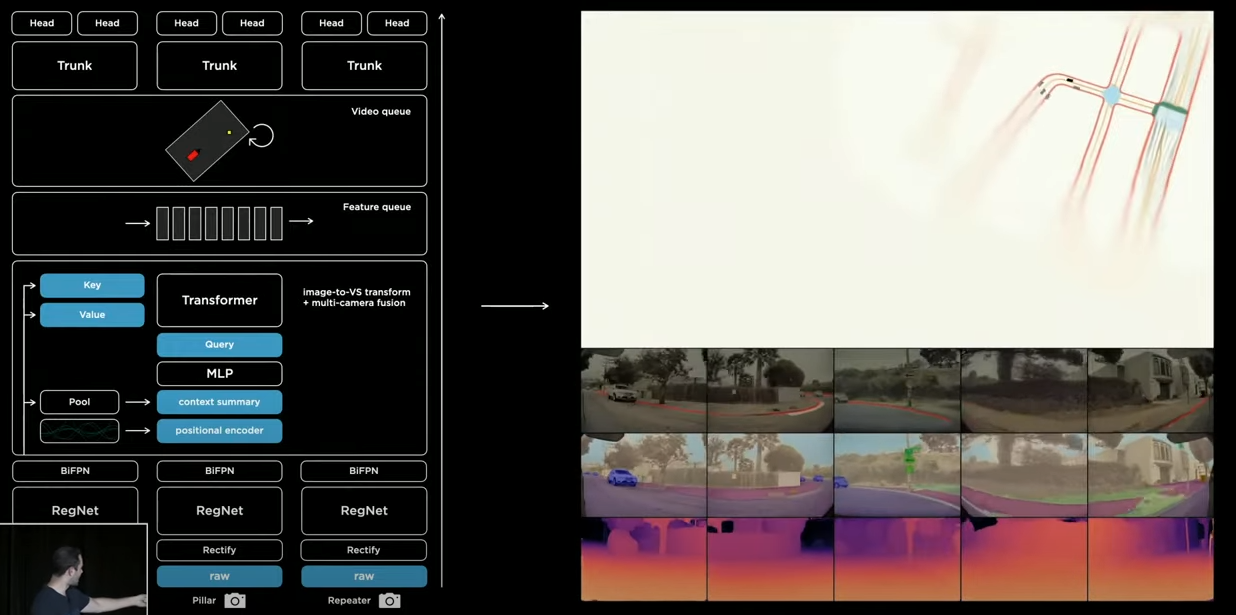 Head Head Head Head Head Head
Trunk Trunk Trunk
Video queue
Feature queue
Key
Value
Transformer
image-to-VS transform
+ multi-camera fusion
Query
MLP
Pool
context summary
positional encoder
BiFPN BiFPN BiFPN
RegNet RegNet RegNet
Rectify Rectify
raw raw
Pillar Repeater